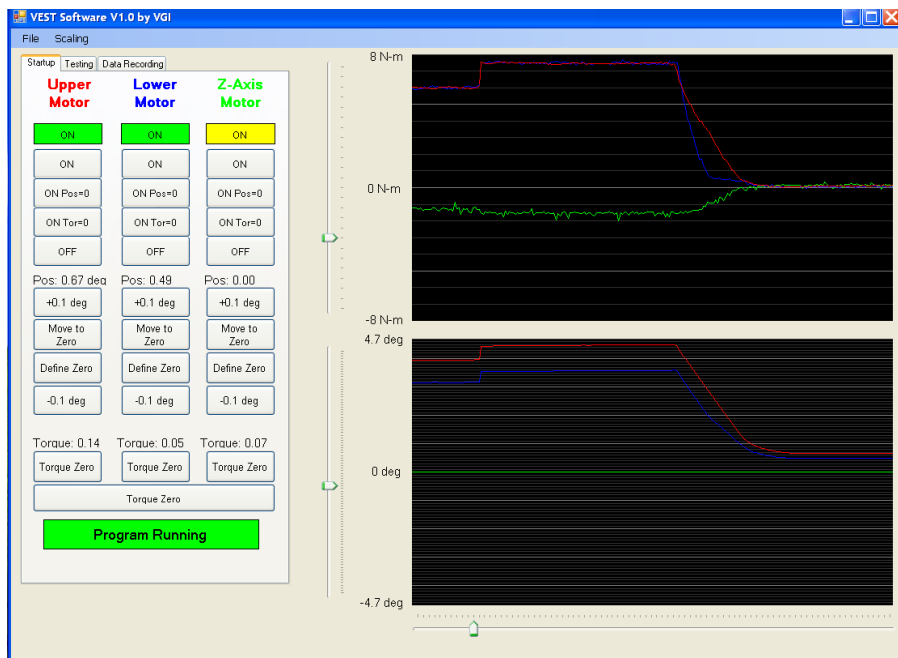 VEST Software V1.0 by VGI
File Scaling
Startup Testing Data Recording
Upper Motor Lower Motor Z-Axis Motor
ON ON ON
ON ON ON
ON Pos=0 ON Pos=0 ON Pos=0
ON Tor=0 ON Tor=0 ON Tor=0
OFF OFF OFF
Pos: 0.67 deg Pos: 0.49 Pos: 0.00
+0.1 deg +0.1 deg +0.1 deg
Move to Zero Move to Zero Move to Zero
Define Zero Define Zero Define Zero
-0.1 deg -0.1 deg -0.1 deg
Torque: 0.14 Torque: 0.05 Torque: 0.07
Torque Zero Torque Zero Torque Zero
Torque Zero
Program Running
8 N-m
0 N-m
-8 N-m
4.7 deg
0 deg
-4.7 deg